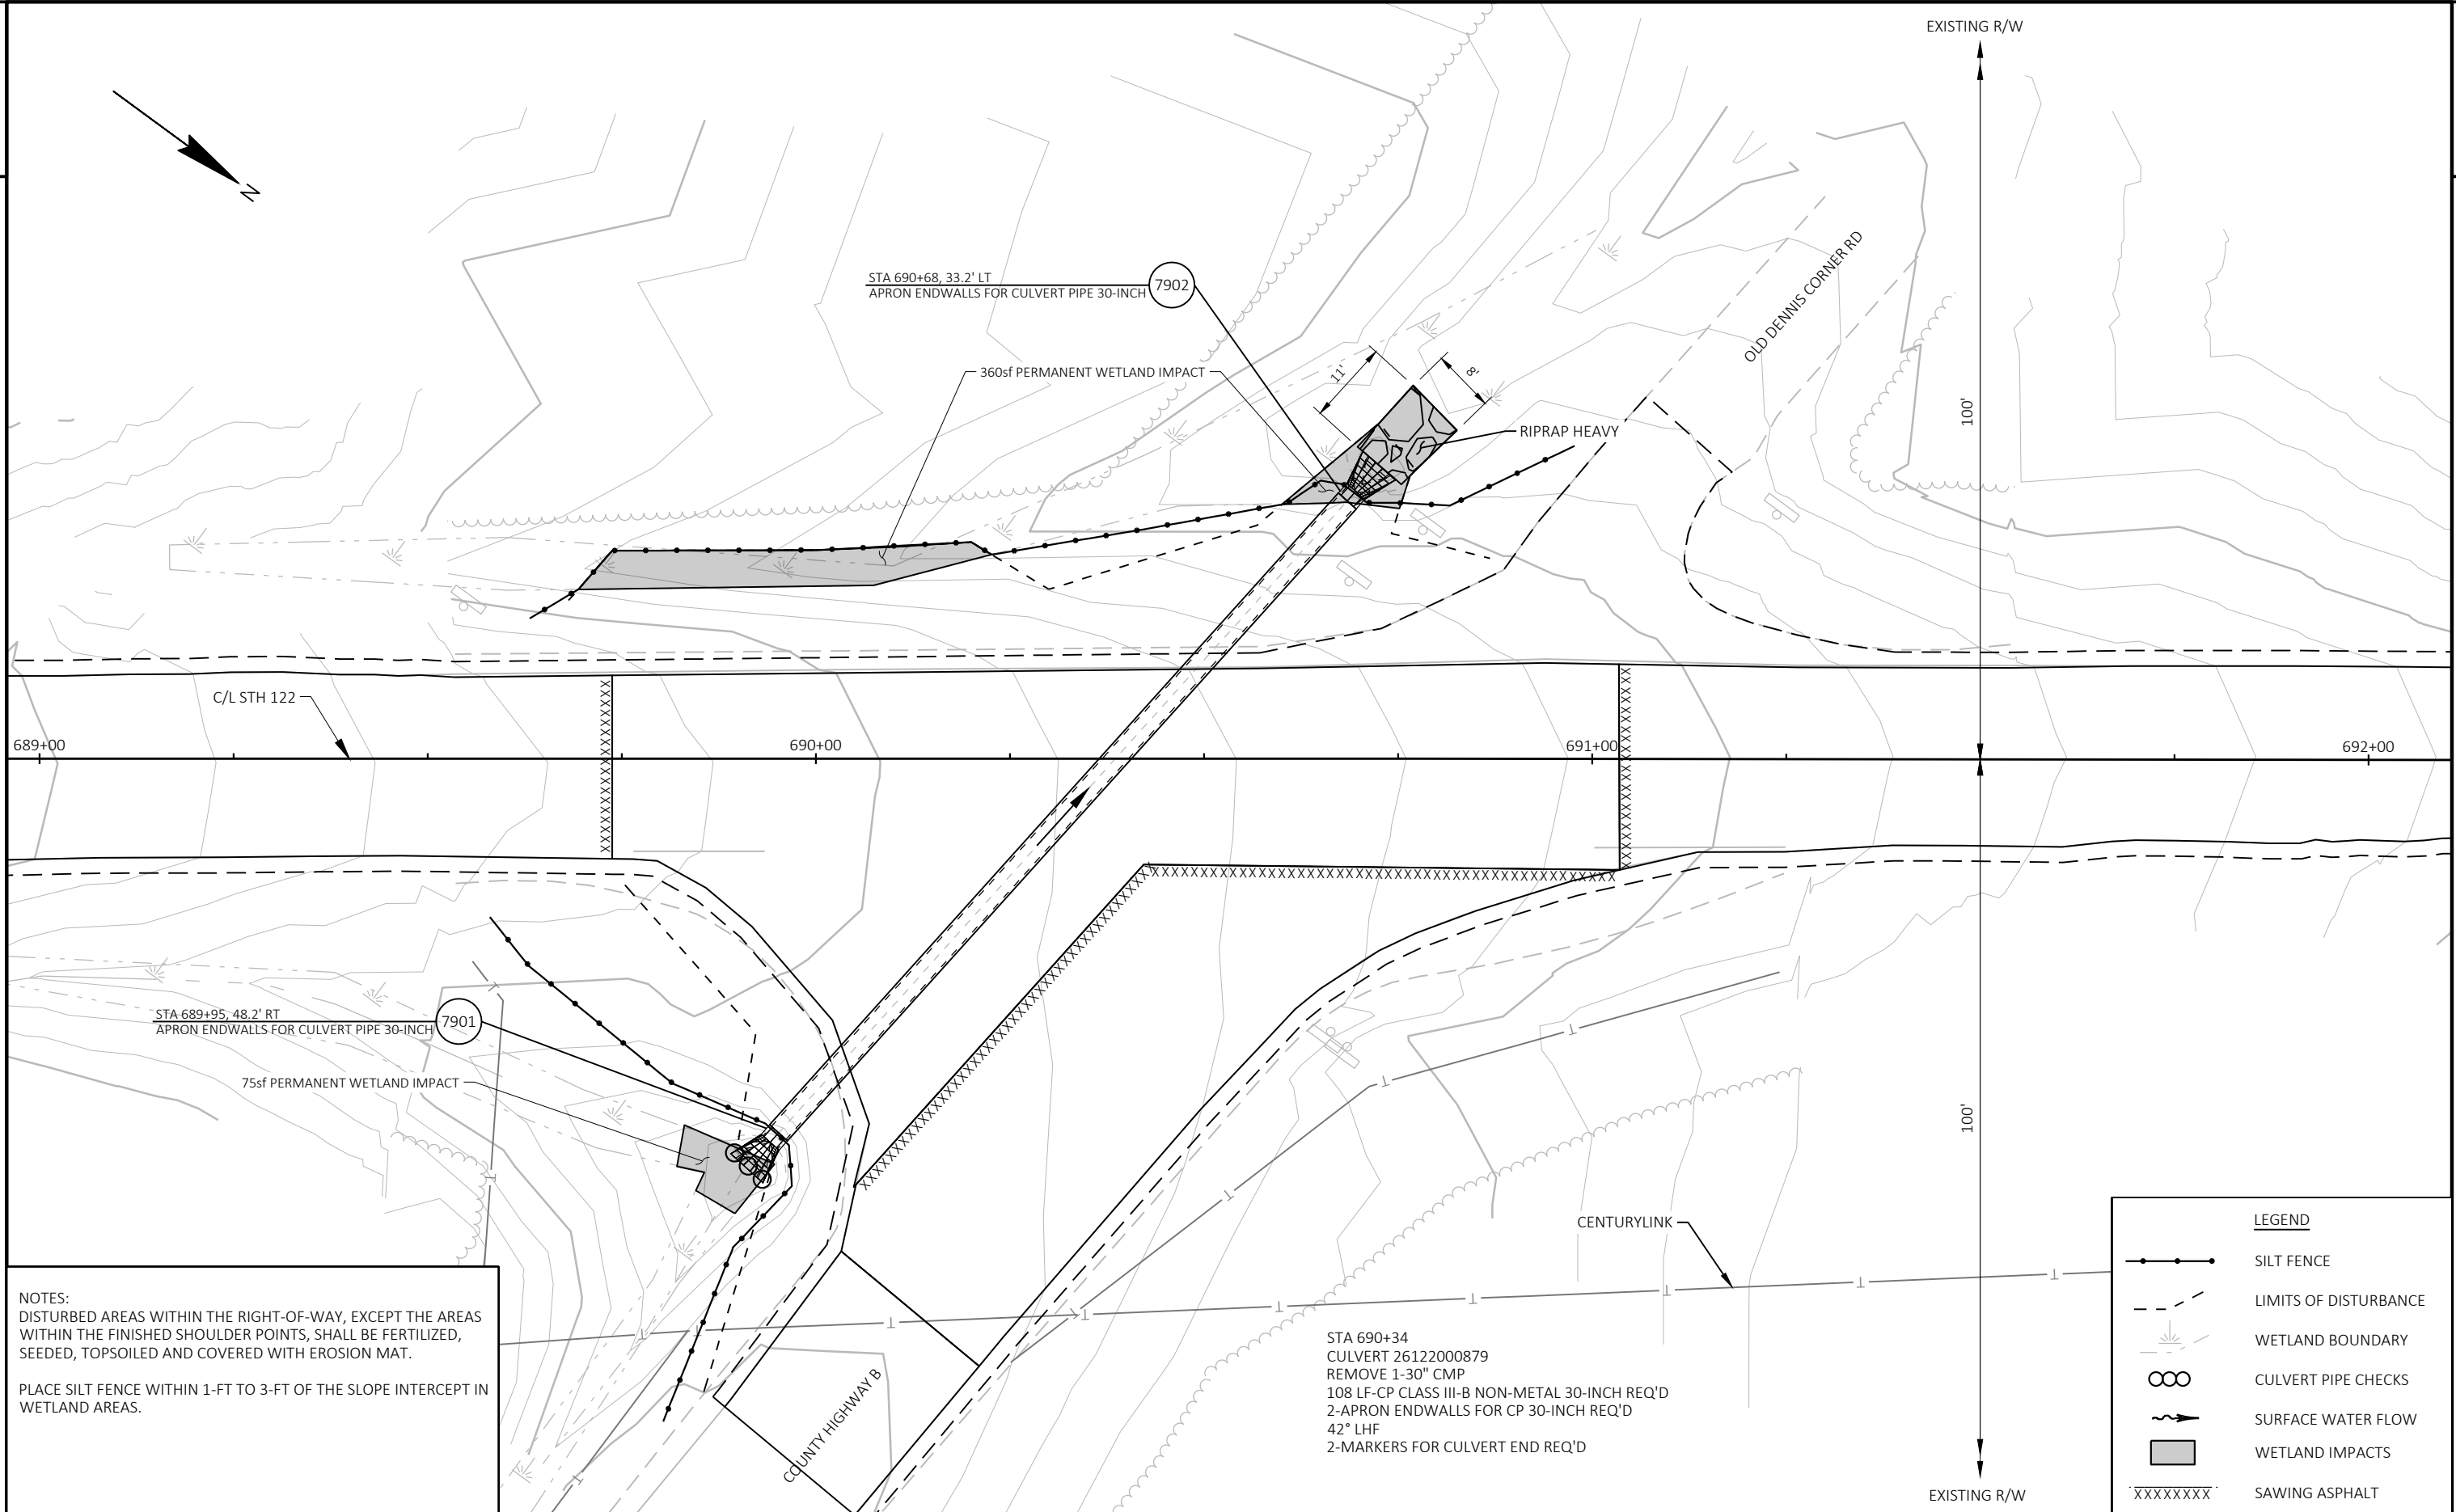 EXISTING R/W
N
OLD DENNIS CORNER RD
STA 690+68, 33.2' LT
APRON ENDWALLS FOR CULVERT PIPE 30-INCH
7902
360sf PERMANENT WETLAND IMPACT
11'
8'
RIPRAP HEAVY
100'
C/L STH 122
689+00
690+00
691+00
692+00
XXXXXXXX
STA 689+95, 48.2' RT
APRON ENDWALLS FOR CULVERT PIPE 30-INCH
7901
75sf PERMANENT WETLAND IMPACT
100'
CENTURYLINK
COUNTY HIGHWAY B
STA 690+34
CULVERT 26122000879
REMOVE 1-30" CMP
108 LF-CP CLASS III-B NON-METAL 30-INCH REQ'D
2-APRON ENDWALLS FOR CP 30-INCH REQ'D
42° LHF
2-MARKERS FOR CULVERT END REQ'D
NOTES:
DISTURBED AREAS WITHIN THE RIGHT-OF-WAY, EXCEPT THE AREAS
WITHIN THE FINISHED SHOULDER POINTS, SHALL BE FERTILIZED,
SEEDED, TOPSOILED AND COVERED WITH EROSION MAT.
PLACE SILT FENCE WITHIN 1-FT TO 3-FT OF THE SLOPE INTERCEPT IN
WETLAND AREAS.
LEGEND
SILT FENCE
LIMITS OF DISTURBANCE
WETLAND BOUNDARY
CULVERT PIPE CHECKS
SURFACE WATER FLOW
WETLAND IMPACTS
XXXXXXXX SAWING ASPHALT
EXISTING R/W